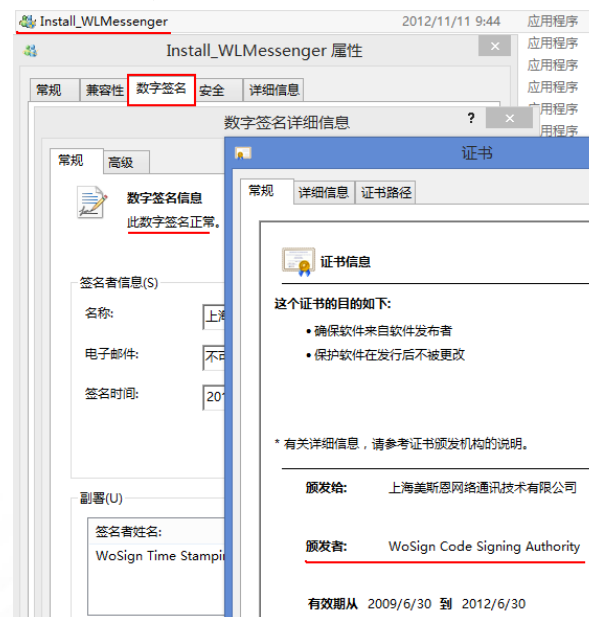 Install_WLMessenger 2012/11/11 9:44 应用程序
Install_WLMessenger 属性 × 应用程序
应用程序
常规 兼容性 数字签名 安全 详细信息 应用程序
应用程序
数字签名详细信息 ? × 应用程序
证书
常规 高级
常规 详细信息 证书路径
数字签名信息
此数字签名正常。
证书信息
签名者信息(S)
这个证书的目的如下:
名称: 上海
•确保软件来自软件发布者
电子邮件: 不可
•保护软件在发行后不被更改
签名时间: 201
* 有关详细信息，请参考证书颁发机构的说明。
颁发给: 上海美斯恩网络通讯技术有限公司
副署(U)
签名者姓名:
颁发者: WoSign Code Signing Authority
WoSign Time Stampi
有效期从 2009/6/30 到 2012/6/30